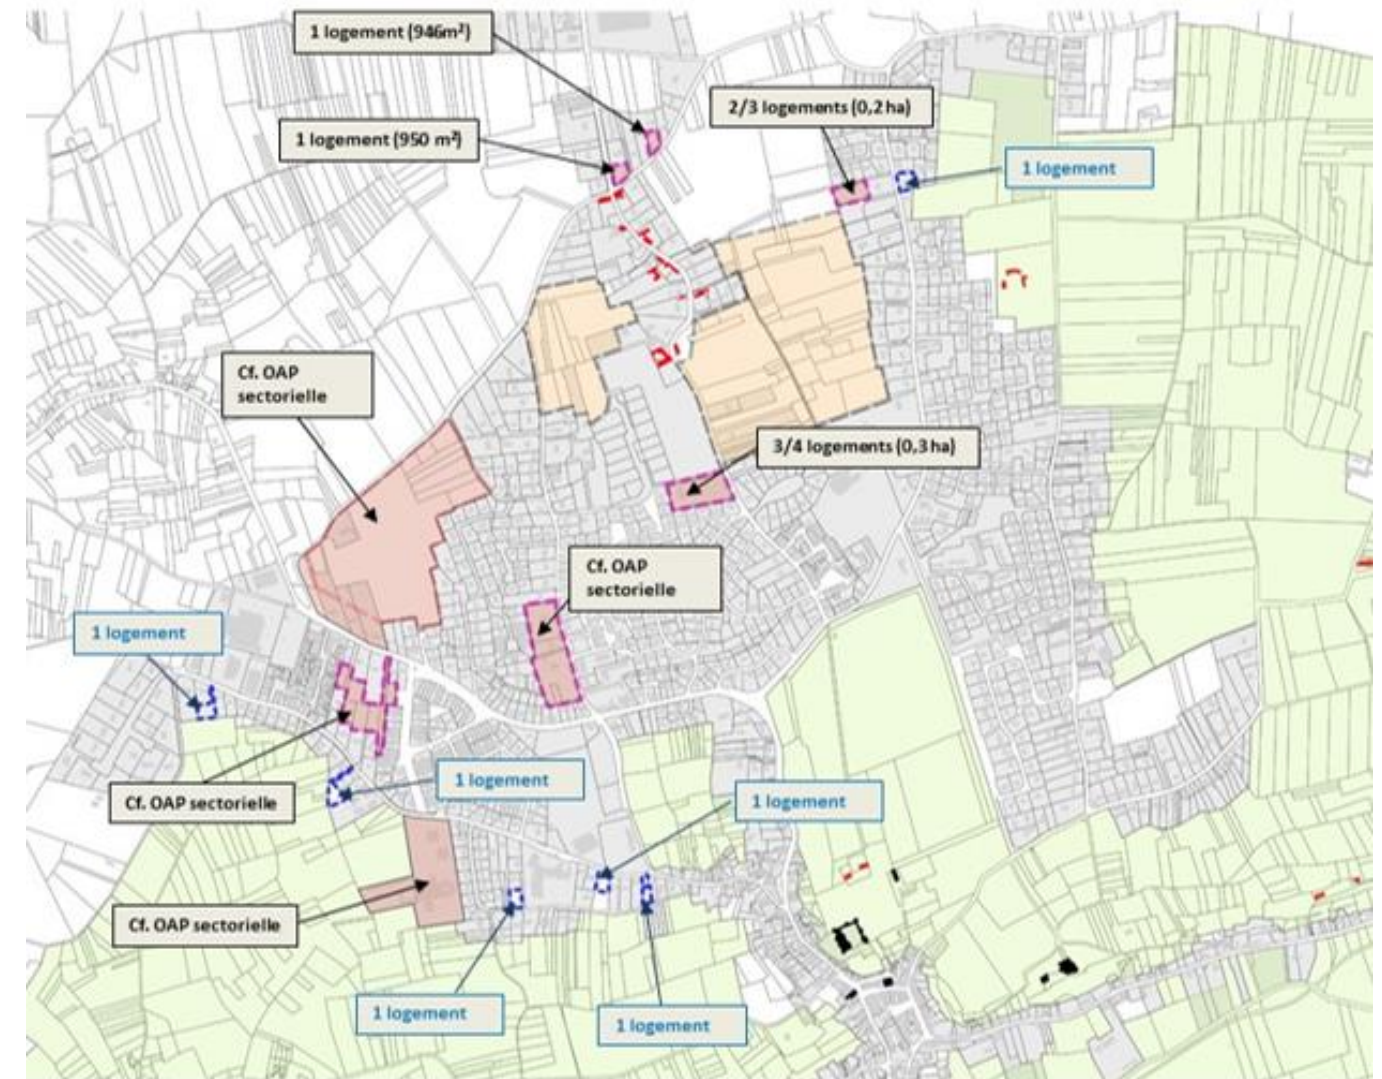 1 logement (946m²)
2/3 logements (0,2 ha)
1 logement (950 m²)
1 logement
Cf. OAP
sectorielle
3/4 logements (0,3 ha)
Cf. OAP
sectorielle
1 logement
1 logement
1 logement
Cf. OAP sectorielle
Cf. OAP sectorielle
1 logement
1 logement